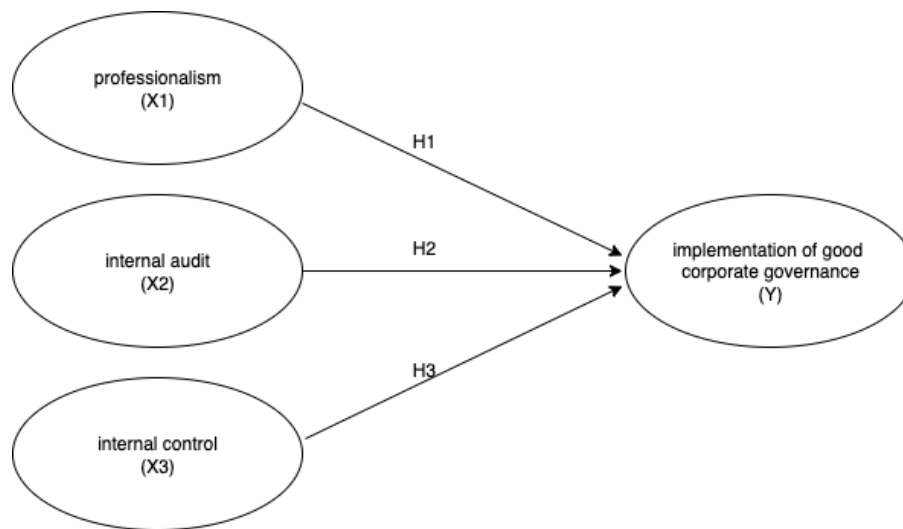 professionalism
(X1)
H1
internal audit
(X2)
H2
implementation of good
corporate governance
(Y)
H3
internal control
(X3)